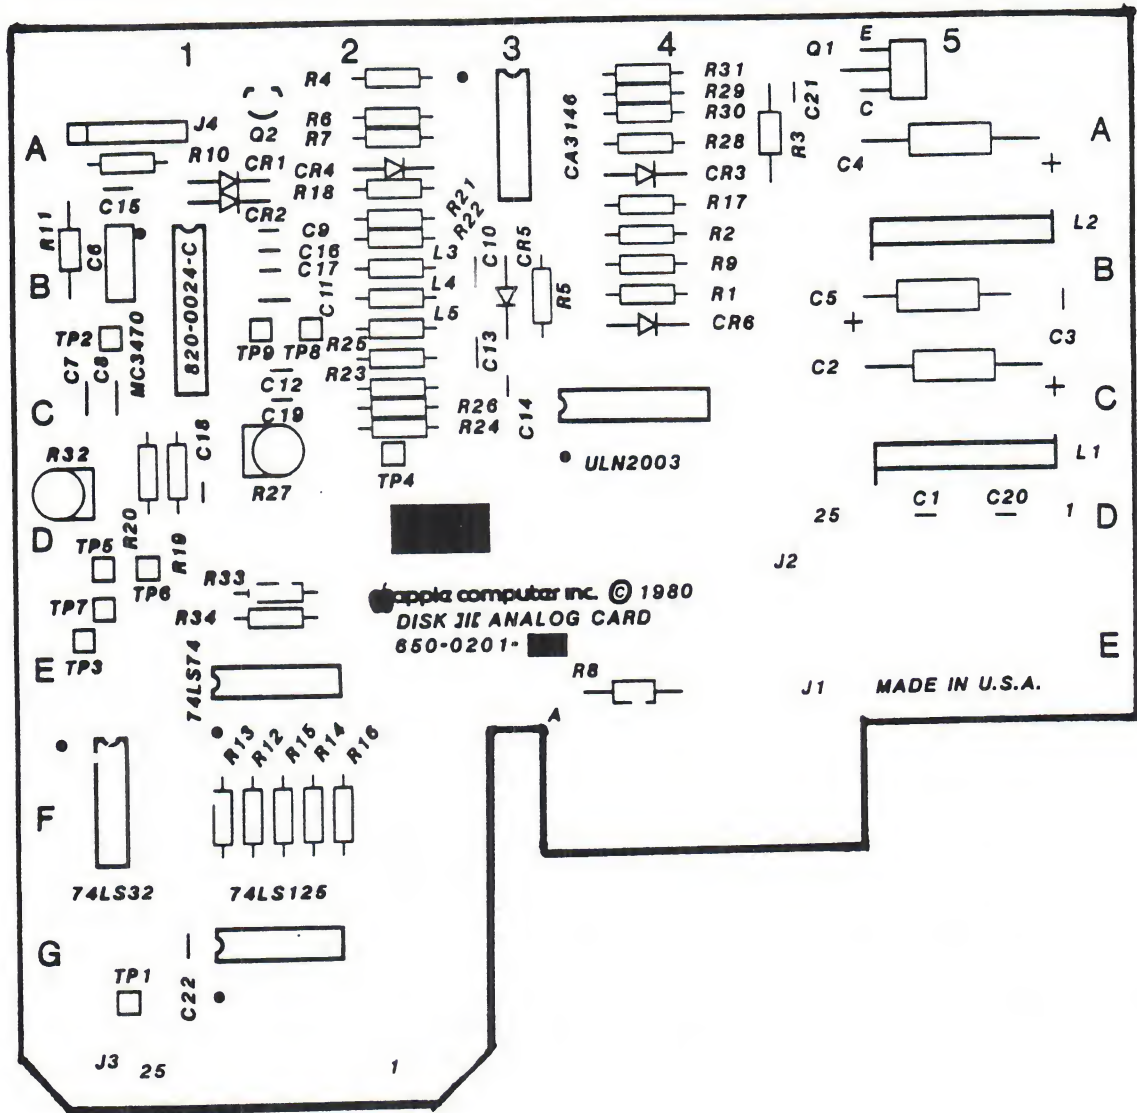 1
2
3
4
5
A
A
B
B
C
C
D
D
E
E
F
G
R4
R6
R7
CR4
R18
J4
Q2
R10
CR1
CR2
C15
R11
C6
C9
C16
C17
C11
R21
R22
L3
L4
L5
C10
CR5
R5
CA3146
R31
R29
R30
R28
CR3
R17
R2
R9
R1
CR6
R3
C21
Q1
E
C
C4
+
L2
C5
+
C3
C2
+
TP2
C7
C8
MC3470
820-0024-C
TP9
TP8
R25
C12
R23
C19
C13
R26
R24
C14
ULN2003
TP4
R32
C18
R27
L1
C1
C20
25
1
J2
TP5
R20
R19
TP6
TP7
TP3
R33
R34
apple computer inc. © 1980
DISK III ANALOG CARD
650-0201-
74LS74
R8
J1
MADE IN U.S.A.
A
R13
R12
R15
R14
R16
74LS32
74LS125
TP1
C22
J3
25
1